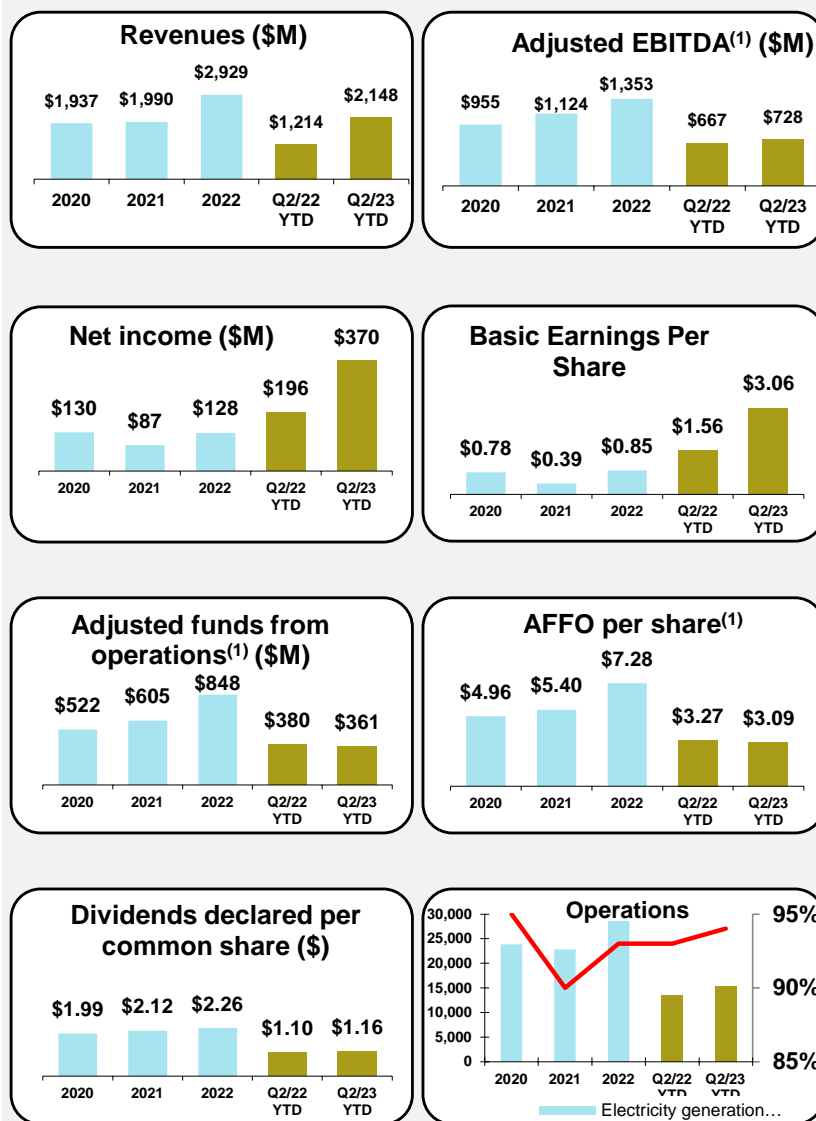 Revenues ($M)
$1,937
$1,990
$2,929
$1,214
$2,148
2020
2021
2022
Q2/22
YTD
Q2/23
YTD
Adjusted EBITDA(1) ($M)
$955
$1,124
$1,353
$667
$728
2020
2021
2022
Q2/22
YTD
Q2/23
YTD
Net income ($M)
$130
$87
$128
$196
$370
2020
2021
2022
Q2/22
YTD
Q2/23
YTD
Basic Earnings Per
Share
$0.78
$0.39
$0.85
$1.56
$3.06
2020
2021
2022
Q2/22
YTD
Q2/23
YTD
Adjusted funds from
operations(1) ($M)
$522
$605
$848
$380
$361
2020
2021
2022
Q2/22
YTD
Q2/23
YTD
AFFO per share(1)
$4.96
$5.40
$7.28
$3.27
$3.09
2020
2021
2022
Q2/22
YTD
Q2/23
YTD
Dividends declared per
common share ($)
$1.99
$2.12
$2.26
$1.10
$1.16
2020
2021
2022
Q2/22
YTD
Q2/23
YTD
Operations
30,000
25,000
20,000
15,000
10,000
5,000
0
95%
90%
85%
2020
2021
2022
Q2/22
YTD
Q2/23
YTD
Electricity generation…